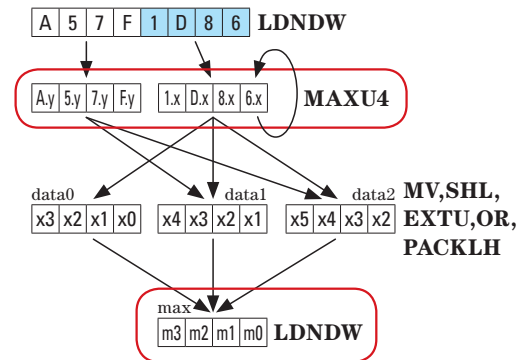 A 5 7 F 1 D 8 6 LDNDW
A.y 5.y 7.y F.y 1.x D.x 8.x 6.x MAXU4
data0 data1 data2 MV,SHL,
x3 x2 x1 x0 x4 x3 x2 x1 x5 x4 x3 x2 EXTU,OR,
PACKLH
max
m3 m2 m1 m0 LDNDW